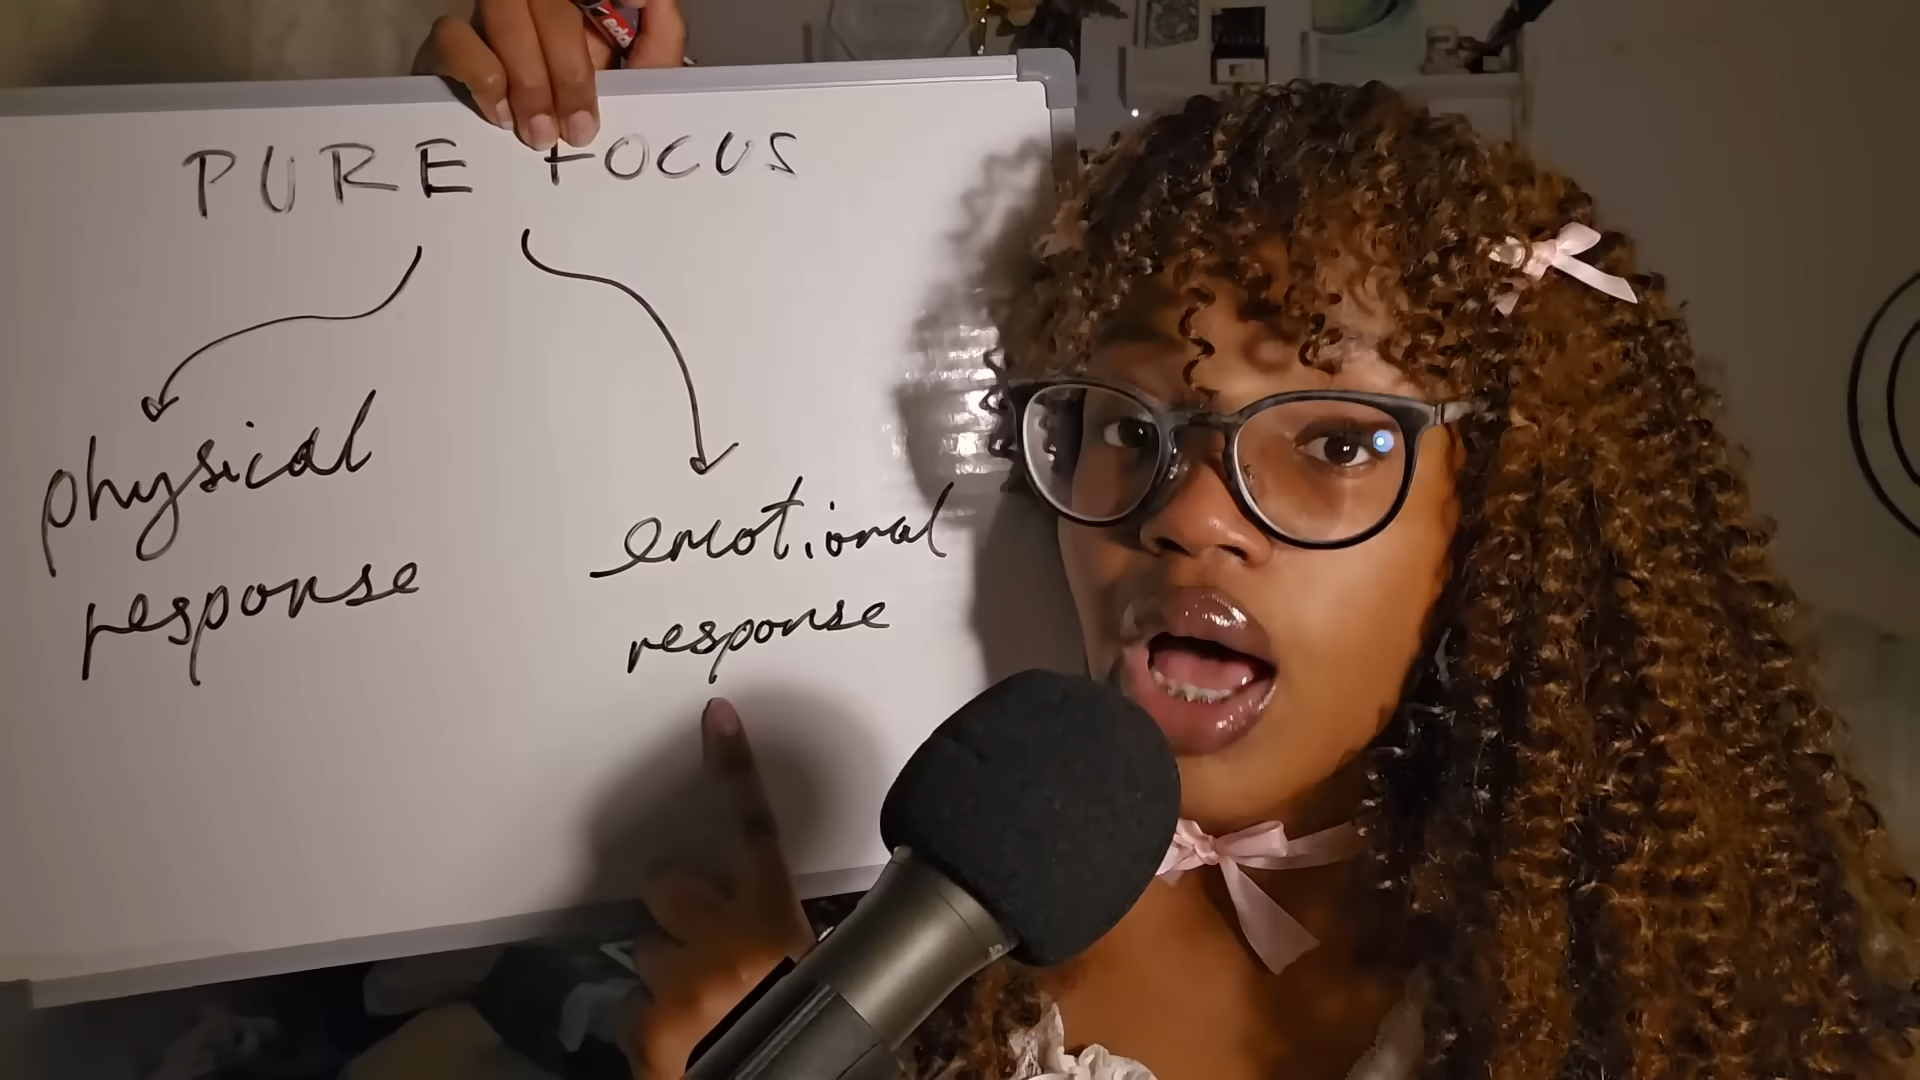 PURE FOCUS
physical
response
emotional
response